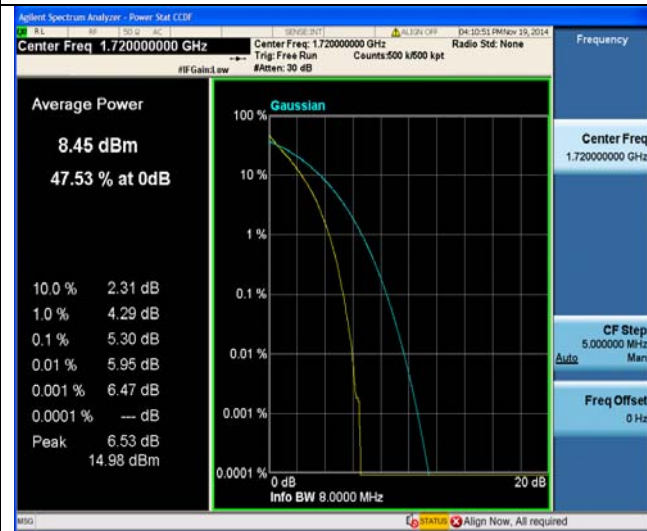 Agilent Spectrum Analyzer - Power Stat CCDF
RL RF 50 Ω AC SENSE:INT ALIGN OFF 04:10:51 PM Nov 19, 2014
Center Freq 1.720000000 GHz
Center Freq: 1.720000000 GHz Radio Std: None
Trig: Free Run Counts:500 k/500 kpt
#IFGain:Low #Atten: 30 dB
Frequency
Average Power
8.45 dBm
47.53 % at 0dB
10.0 % 2.31 dB
1.0 % 4.29 dB
0.1 % 5.30 dB
0.01 % 5.95 dB
0.001 % 6.47 dB
0.0001 % --- dB
Peak 6.53 dB
14.98 dBm
Gaussian
100 %
10 %
1 %
0.1 %
0.01 %
0.001 %
0.0001 %
0 dB 20 dB
Info BW 8.0000 MHz
Center Freq
1.720000000 GHz
CF Step
5.000000 MHz
Auto Man
Freq Offset
0 Hz
MSG STATUS Align Now, All required